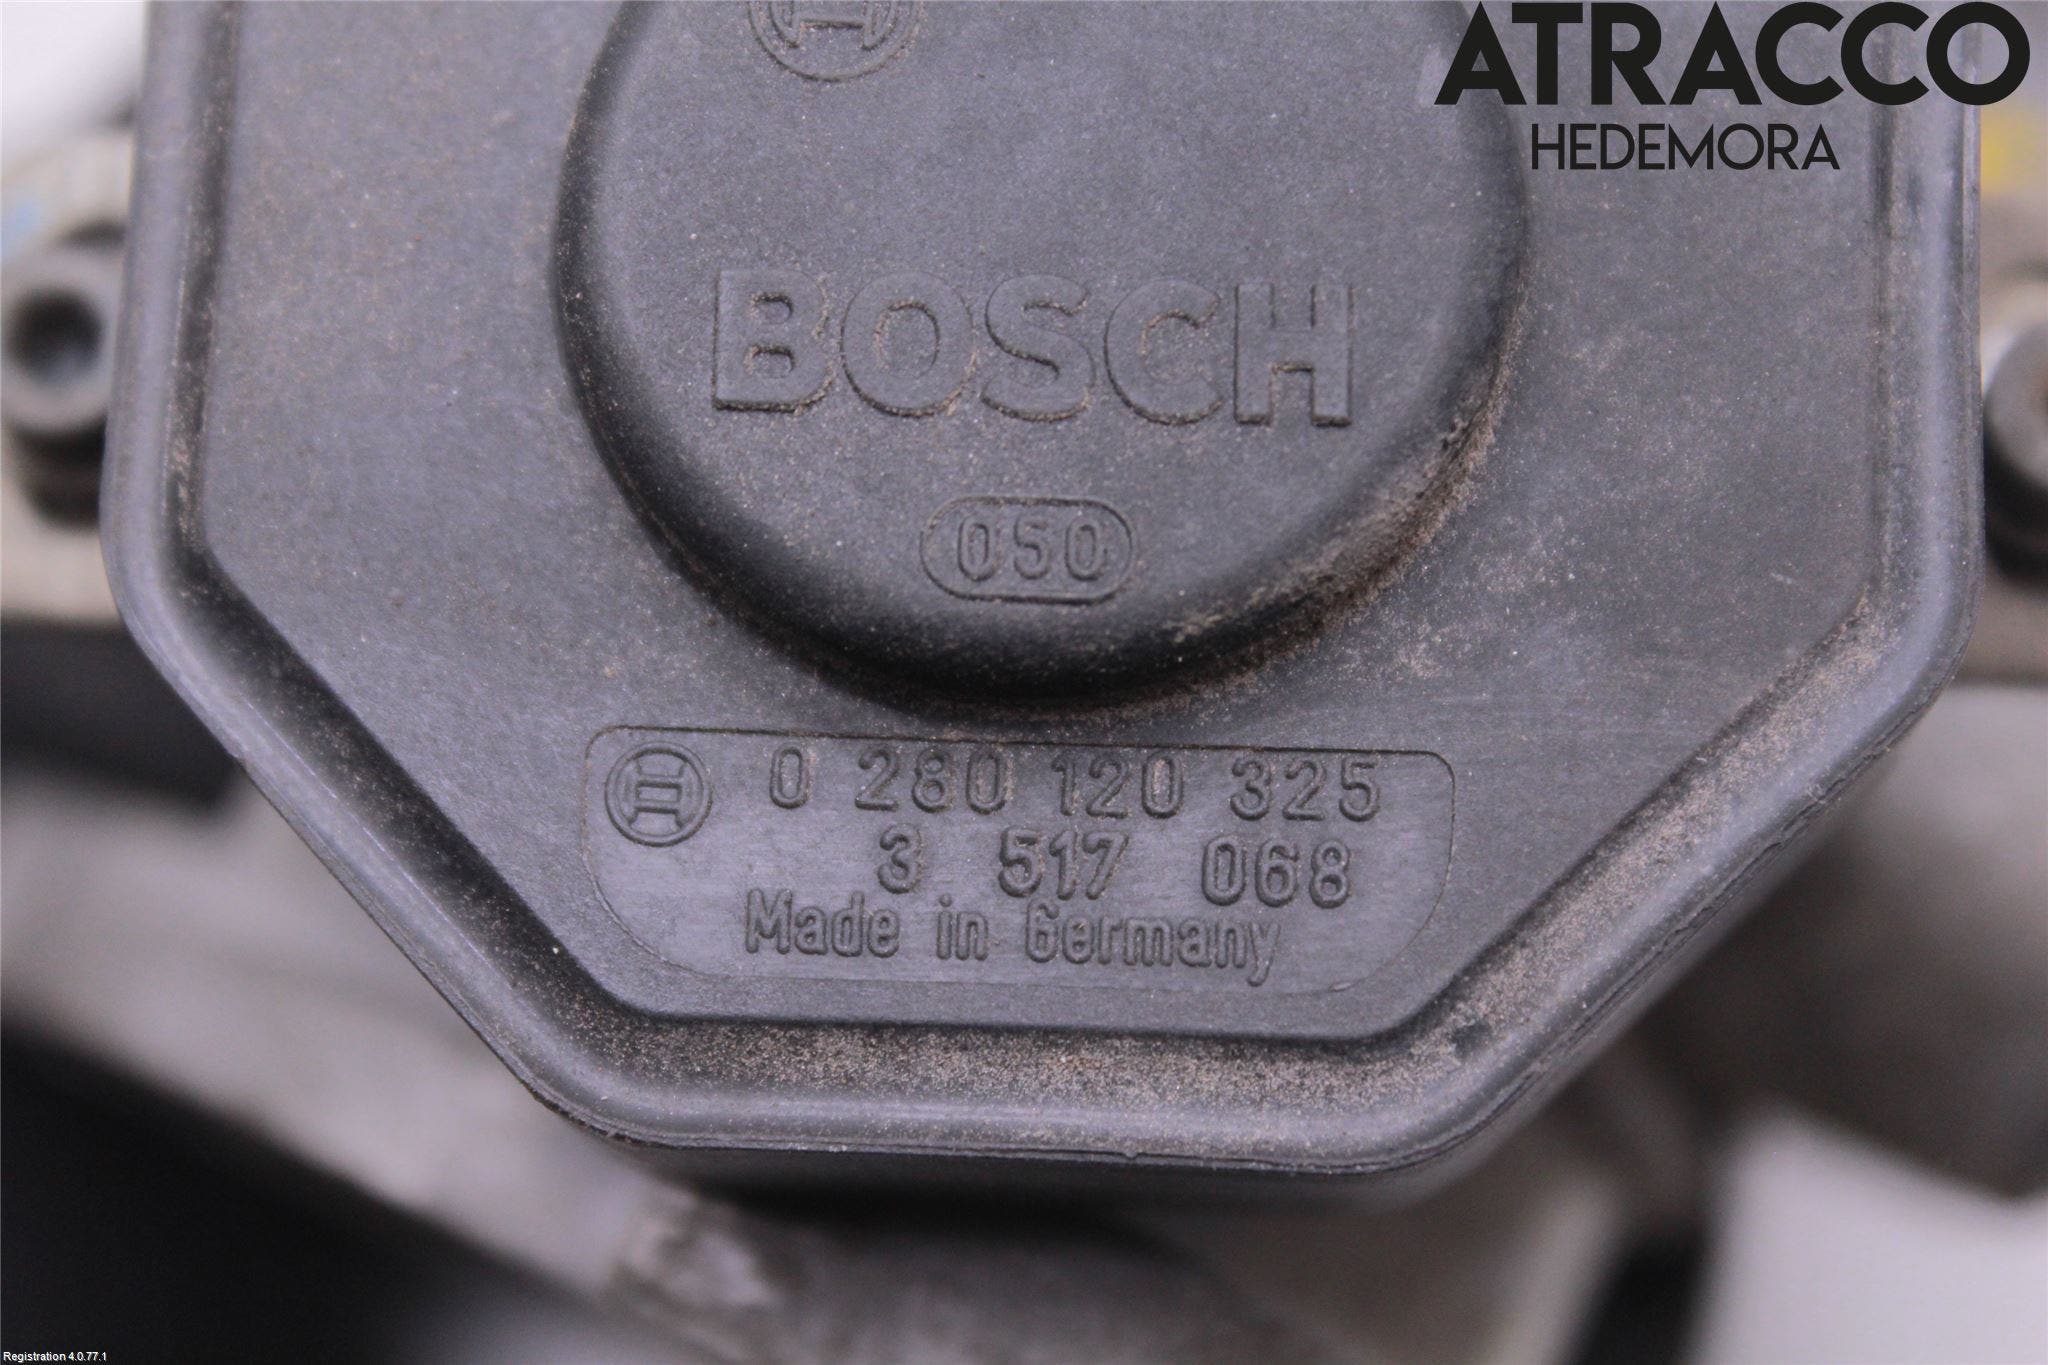 ATRACCO
HEDEMORA
BOSCH
050
0 280 120 325
3 517 068
Made in Germany
Registration 4.0.77.1